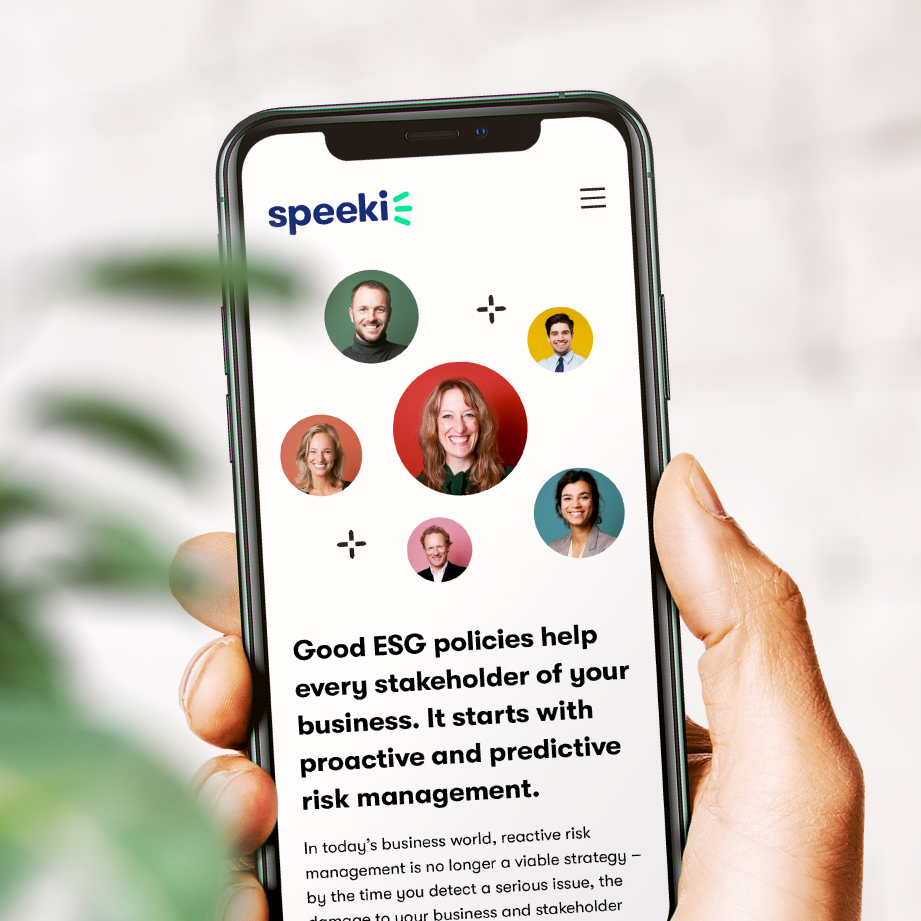 speeki
Good ESG policies help
every stakeholder of your
business. It starts with
proactive and predictive
risk management.
In today's business world, reactive risk
management is no longer a viable strategy –
by the time you detect a serious issue, the
damage to your business and stakeholder